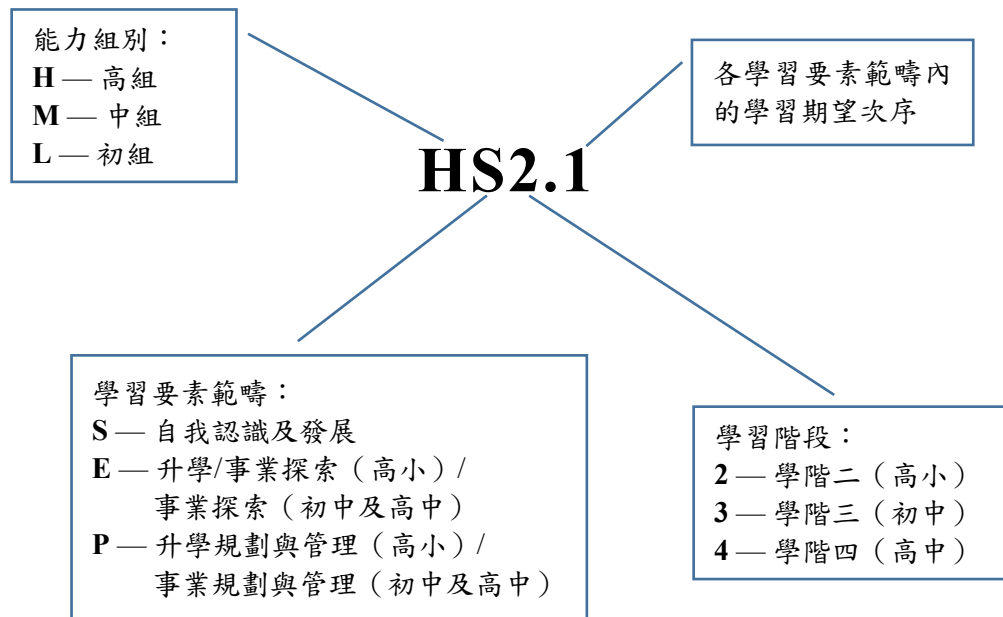 能力組別：
H — 高組
M — 中組
L — 初組
各學習要素範疇內
的學習期望次序
HS2.1
學習要素範疇：
S — 自我認識及發展
E — 升學/事業探索（高小）/
事業探索（初中及高中）
P — 升學規劃與管理（高小）/
事業規劃與管理（初中及高中）
學習階段：
2 — 學階二（高小）
3 — 學階三（初中）
4 — 學階四（高中）